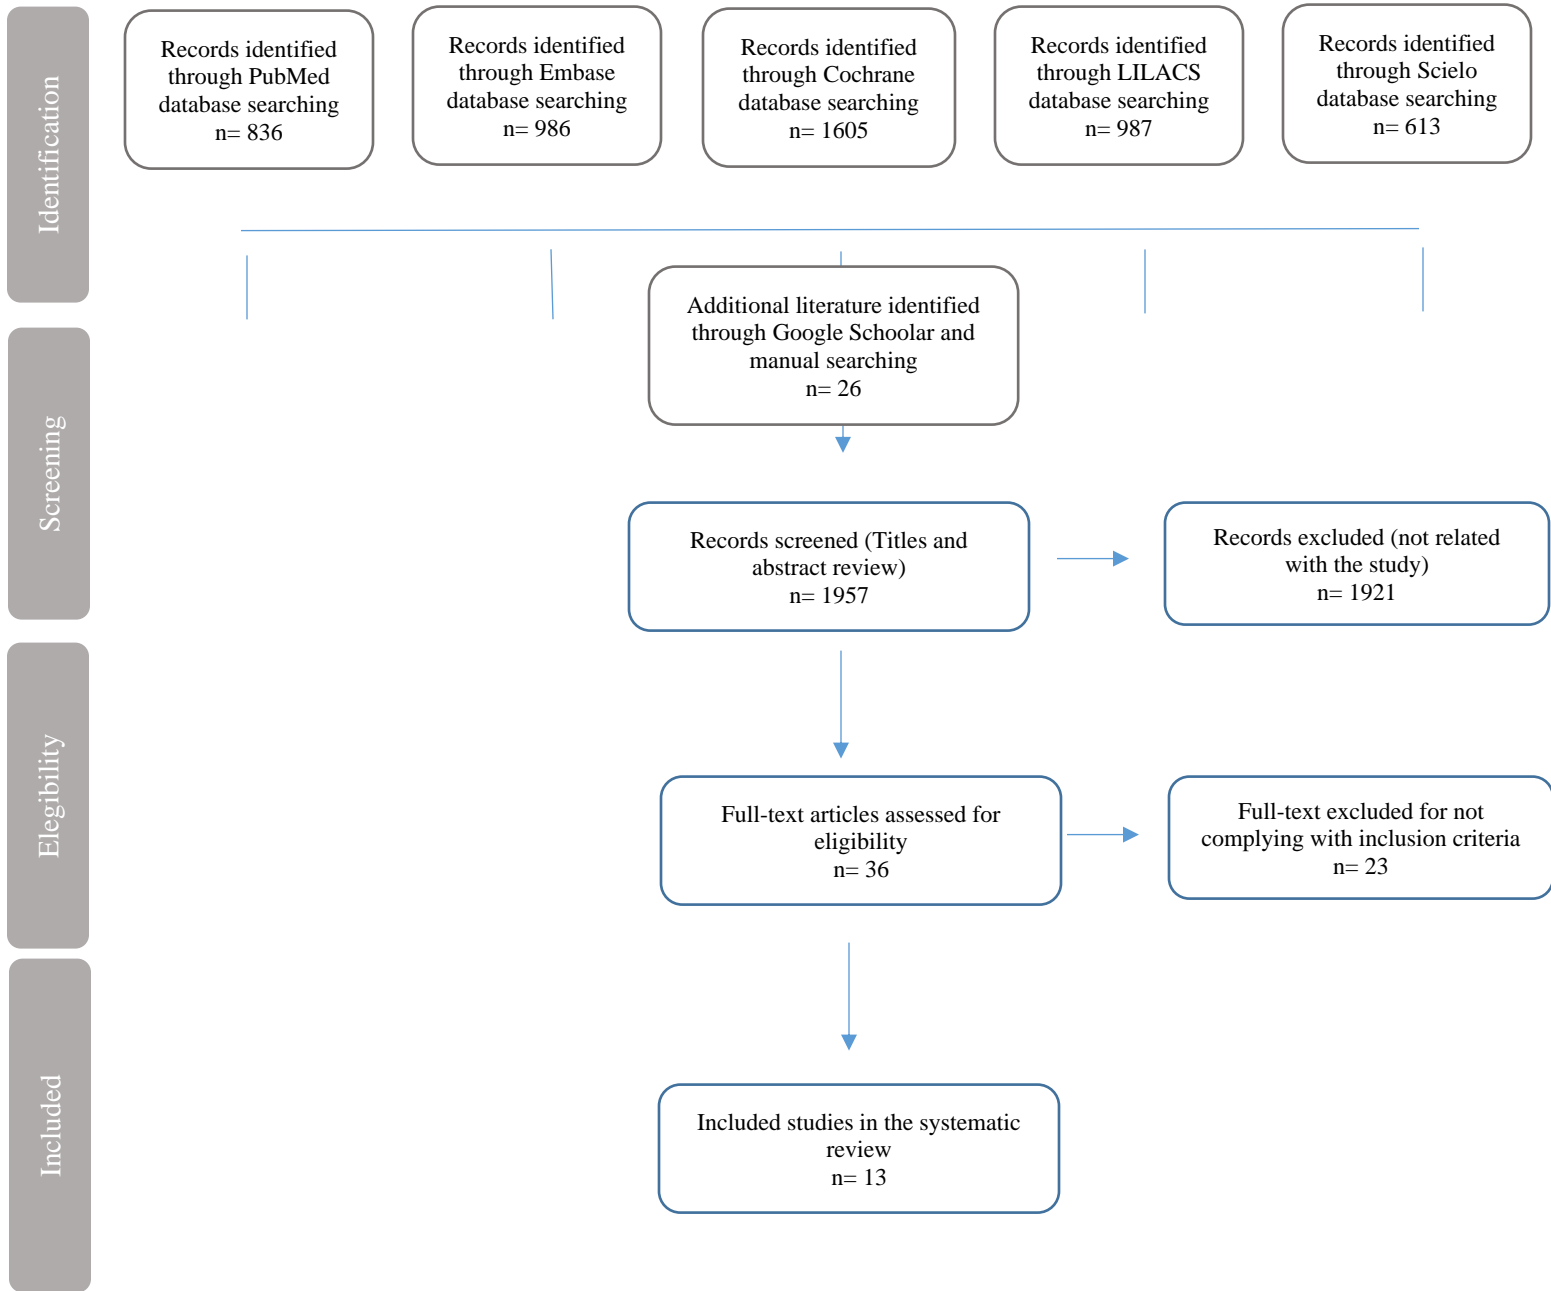 Identification
Records identified
through PubMed
database searching
n= 836
Records identified
through Embase
database searching
n= 986
Records identified
through Cochrane
database searching
n= 1605
Records identified
through LILACS
database searching
n= 987
Records identified
through Scielo
database searching
n= 613
Additional literature identified
through Google Schoolar and
manual searching
n= 26
Screening
Records screened (Titles and
abstract review)
n= 1957
Records excluded (not related
with the study)
n= 1921
Elegibility
Full-text articles assessed for
eligibility
n= 36
Full-text excluded for not
complying with inclusion criteria
n= 23
Included
Included studies in the systematic
review
n= 13